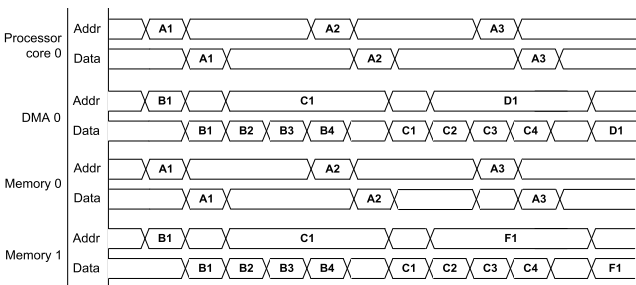 Processor core 0
Addr A1 A2 A3
Data A1 A2 A3
DMA 0
Addr B1 C1 D1
Data B1 B2 B3 B4 C1 C2 C3 C4 D1
Memory 0
Addr A1 A2 A3
Data A1 A2 A3
Memory 1
Addr B1 C1 F1
Data B1 B2 B3 B4 C1 C2 C3 C4 F1